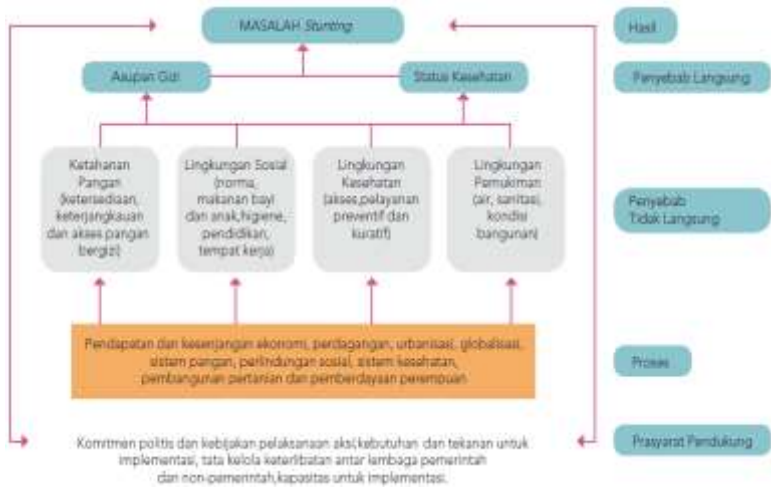 MASALAH Stunting
Hasil
Asupan Gizi
Status Kesehatan
Penyebab Langsung
Ketahanan
Pangan
(ketersediaan,
keterjangkauan
dan akses pangan
bergizi)
Lingkungan Sosial
(norma,
makanan bayi
dan anak,higiene,
pendidikan,
tempat kerja)
Lingkungan
Kesehatan
(akses,pelayanan
preventif dan
kuratif)
Lingkungan
Pemukiman
(air, sanitasi,
kondisi
bangunan)
Penyebab
Tidak Langsung
Pendapatan dan kesenjangan ekonomi, perdagangan, urbanisasi, globalisasi,
sistem pangan, perlindungan sosial, sistem kesehatan,
pembangunan pertanian dan pemberdayaan perempuan
Proses
Komitmen politis dan kebijakan pelaksanaan aksi,kebutuhan dan tekanan untuk
implementasi, tata kelola keterlibatan antar lembaga pemerintah
dan non-pemerintah,kapasitas untuk implementasi.
Prasyarat Pendukung